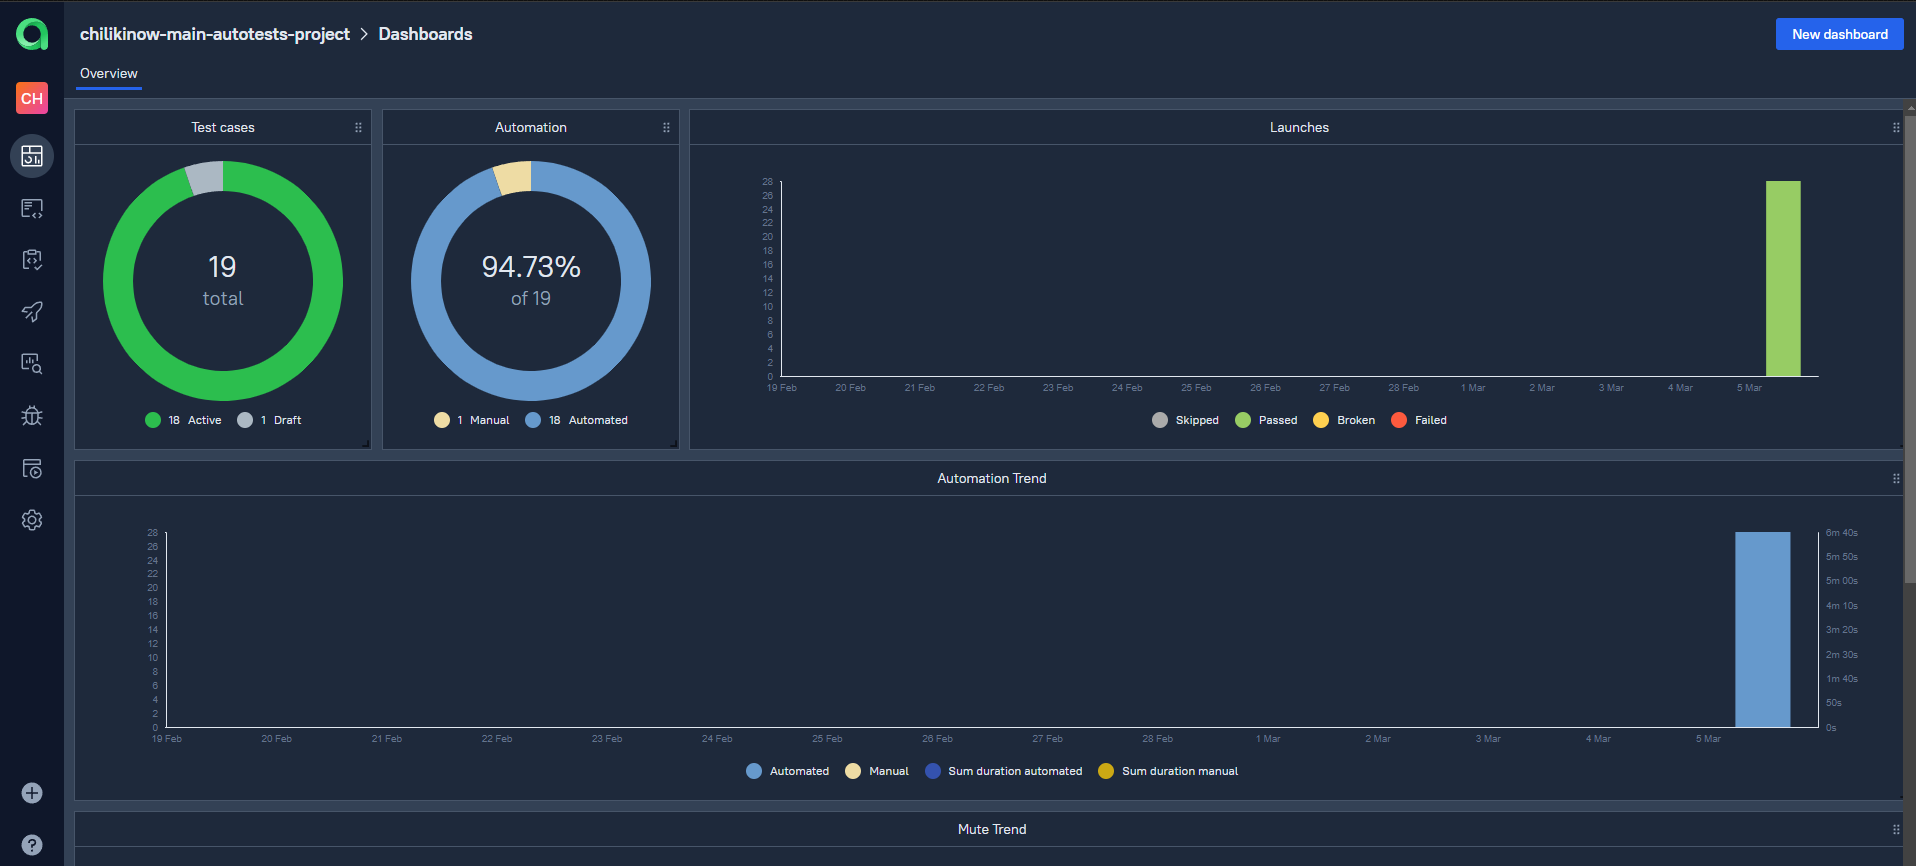 chilikinow-main-autotests-project > Dashboards
New dashboard
Overview
CH
Test cases
19
total
18 Active 1 Draft
Automation
94.73%
of 19
1 Manual 18 Automated
Launches
28
26
24
22
20
18
16
14
12
10
8
6
4
2
0
19 Feb 20 Feb 21 Feb 22 Feb 23 Feb 24 Feb 25 Feb 26 Feb 27 Feb 28 Feb 1 Mar 2 Mar 3 Mar 4 Mar 5 Mar
Skipped Passed Broken Failed
Automation Trend
28
26
24
22
20
18
16
14
12
10
8
6
4
2
0
6m 40s
5m 50s
5m 00s
4m 10s
3m 20s
2m 30s
1m 40s
50s
0s
19 Feb 20 Feb 21 Feb 22 Feb 23 Feb 24 Feb 25 Feb 26 Feb 27 Feb 28 Feb 1 Mar 2 Mar 3 Mar 4 Mar 5 Mar
Automated Manual Sum duration automated Sum duration manual
Mute Trend